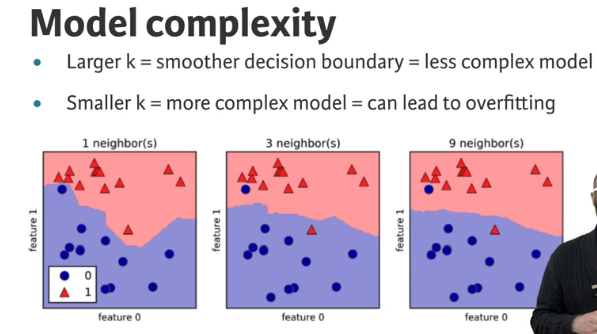 Model complexity
• Larger k = smoother decision boundary = less complex model
• Smaller k = more complex model = can lead to overfitting
1 neighbor(s)
3 neighbor(s)
9 neighbor(s)
feature 1
feature 1
feature 1
0
1
feature 0
feature 0
feature 0